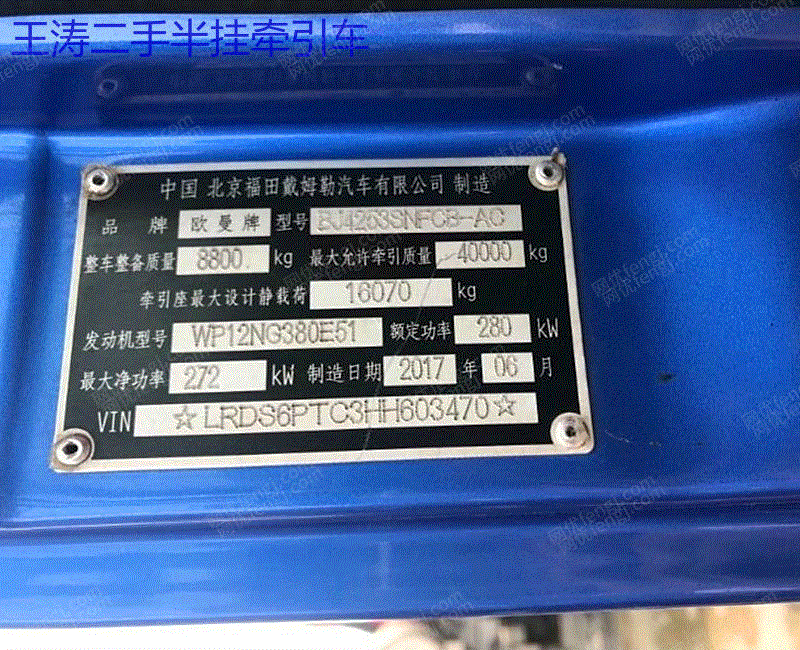 王涛二手半挂牵引车
中国 北京福田戴姆勒汽车有限公司 制造
品 牌 欧曼牌 型号 BJ4253SNFCB-AC
整车整备质量 8800 kg 最大允许牵引质量 40000 kg
牵引座最大设计静载荷 16070 kg
发动机型号 WP12NG380E51 额定功率 280 kW
最大净功率 272 kW 制造日期 2017 年 06 月
VIN ☆LRDS6PTC3HH603470☆